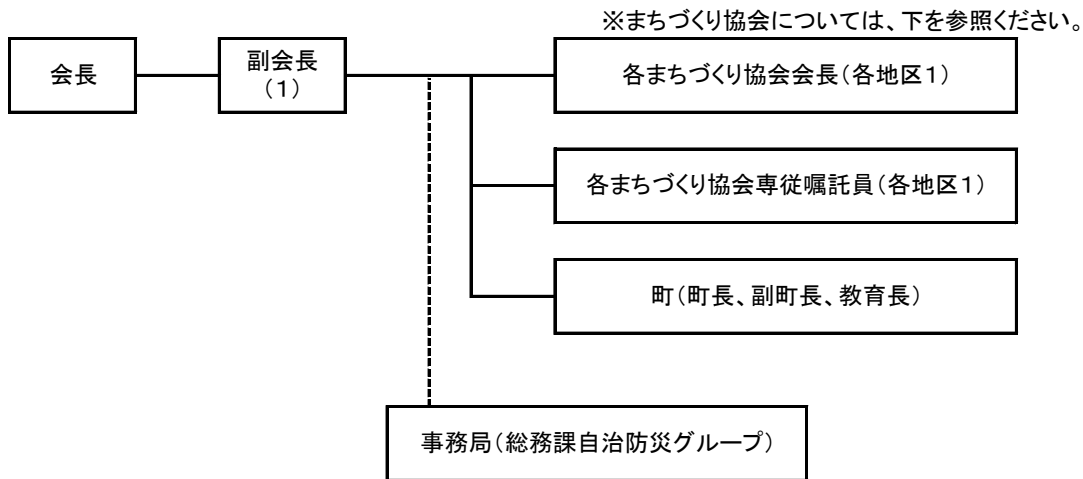 ※まちづくり協会については、下を参照ください。
会長
副会長
(1)
各まちづくり協会会長(各地区1)
各まちづくり協会専従嘱託員(各地区1)
町(町長、副町長、教育長)
事務局(総務課自治防災グループ)